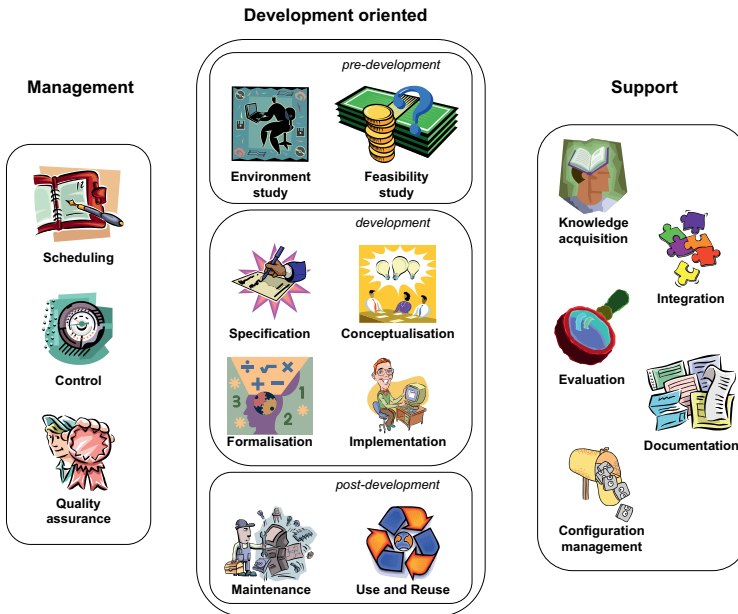 Development oriented
Management
Support
pre-development
Environment
study
Feasibility
study
development
Specification
Conceptualisation
Formalisation
Implementation
post-development
Maintenance
Use and Reuse
Scheduling
Control
Quality
assurance
Knowledge
acquisition
Integration
Evaluation
Documentation
Configuration
management